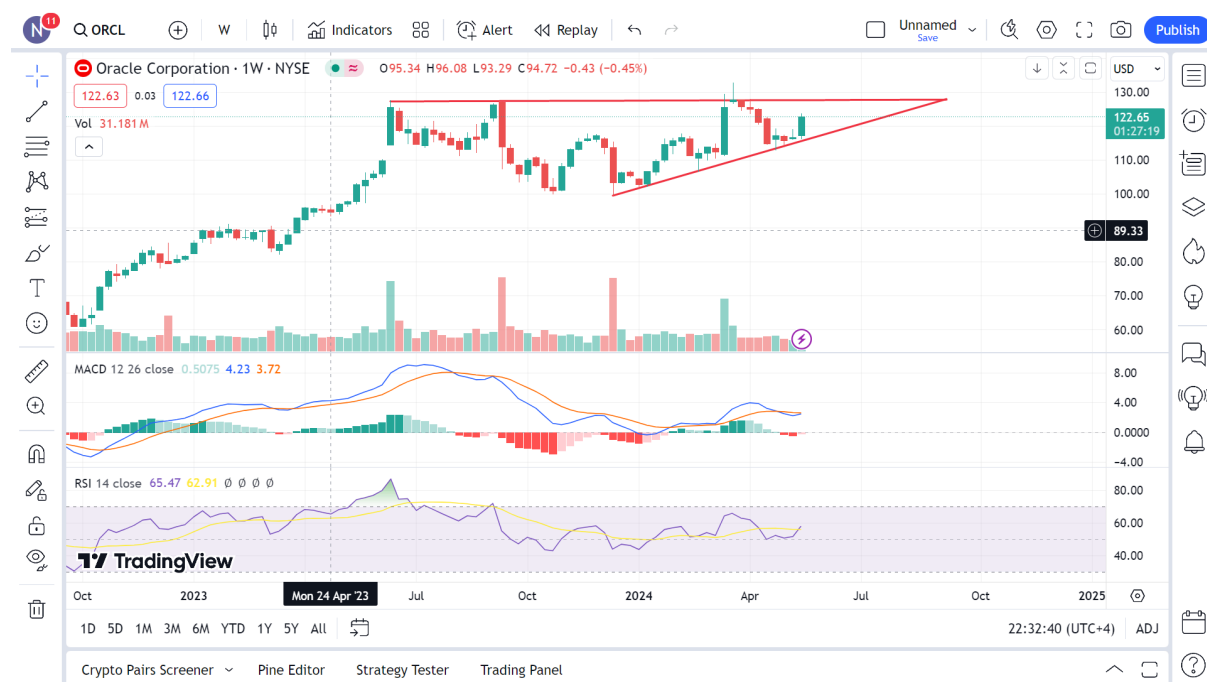 N 11 ORCL W Indicators Alert Replay Unnamed Save Publish
Oracle Corporation · 1W · NYSE ≈ O95.34 H96.08 L93.29 C94.72 −0.43 (−0.45%) USD
122.63 0.03 122.66
Vol 31.181M
130.00
122.65
01:27:19
110.00
100.00
89.33
80.00
70.00
60.00
MACD 12 26 close 0.5075 4.23 3.72
8.00
4.00
0.0000
−4.00
RSI 14 close 65.47 62.91 Ø Ø Ø Ø
80.00
60.00
40.00
TradingView
Oct 2023 Mon 24 Apr '23 Jul Oct 2024 Apr Jul Oct 2025
1D 5D 1M 3M 6M YTD 1Y 5Y All 22:32:40 (UTC+4) ADJ
Crypto Pairs Screener Pine Editor Strategy Tester Trading Panel